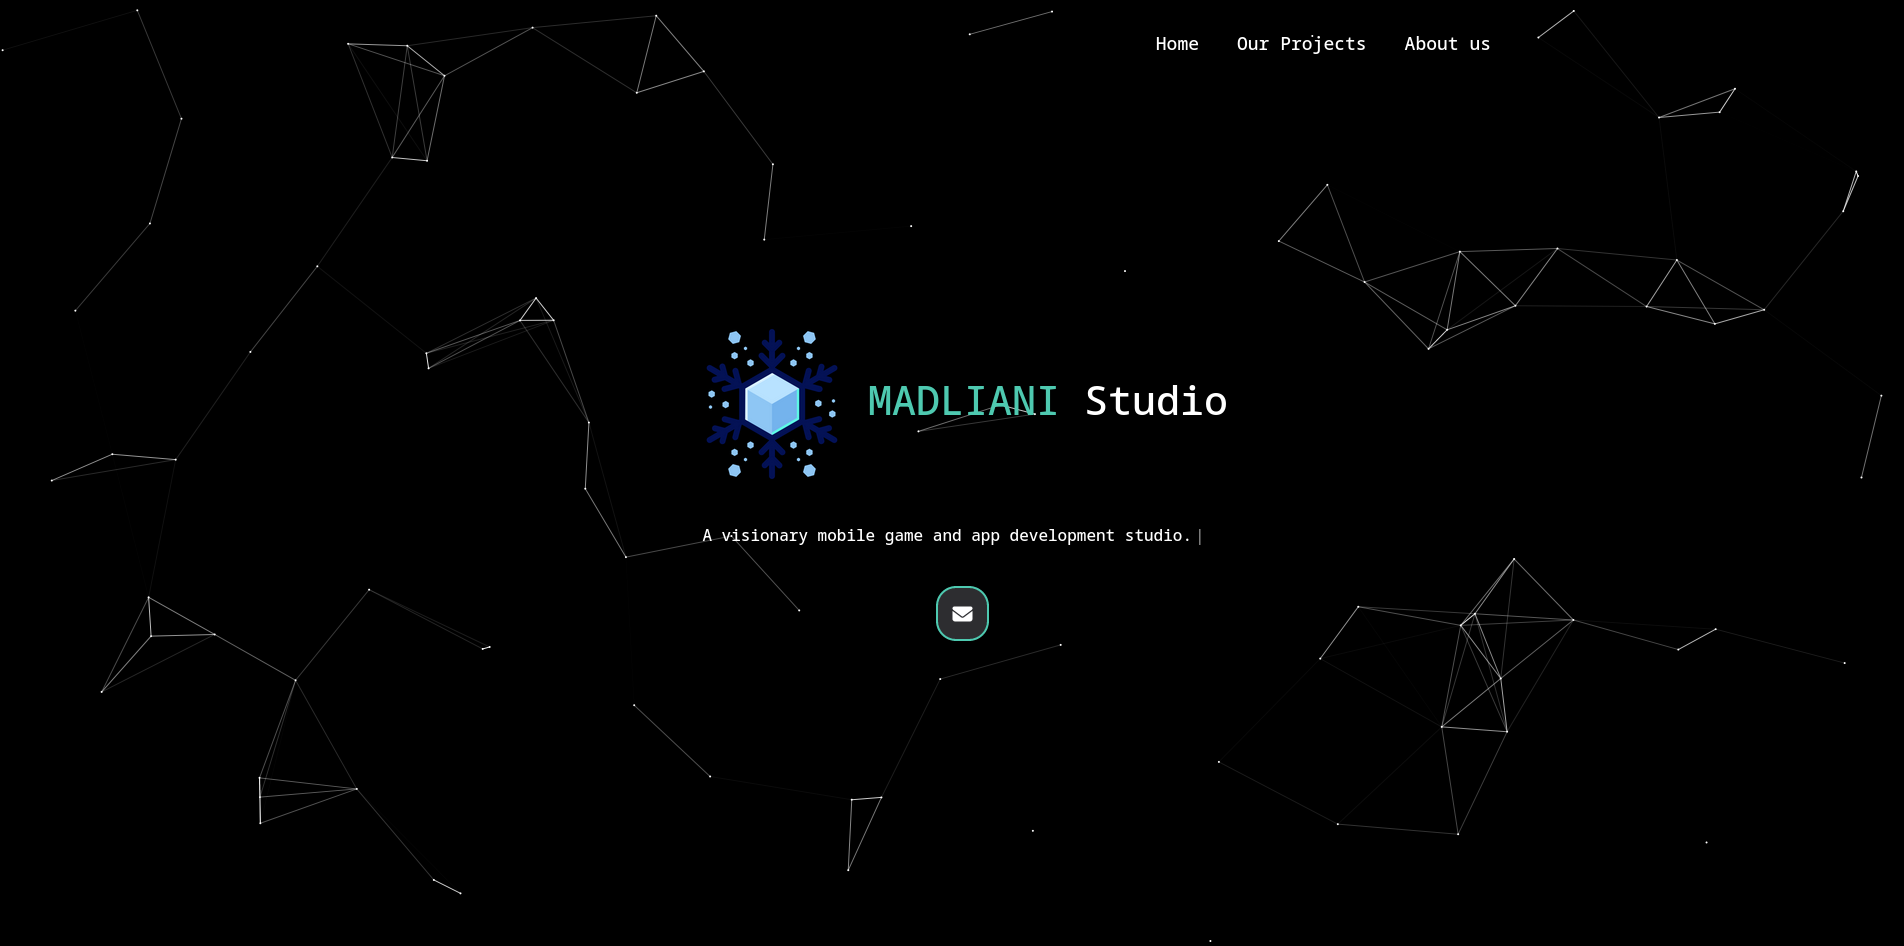 Home Our Projects About us
MADLIANI Studio
A visionary mobile game and app development studio.